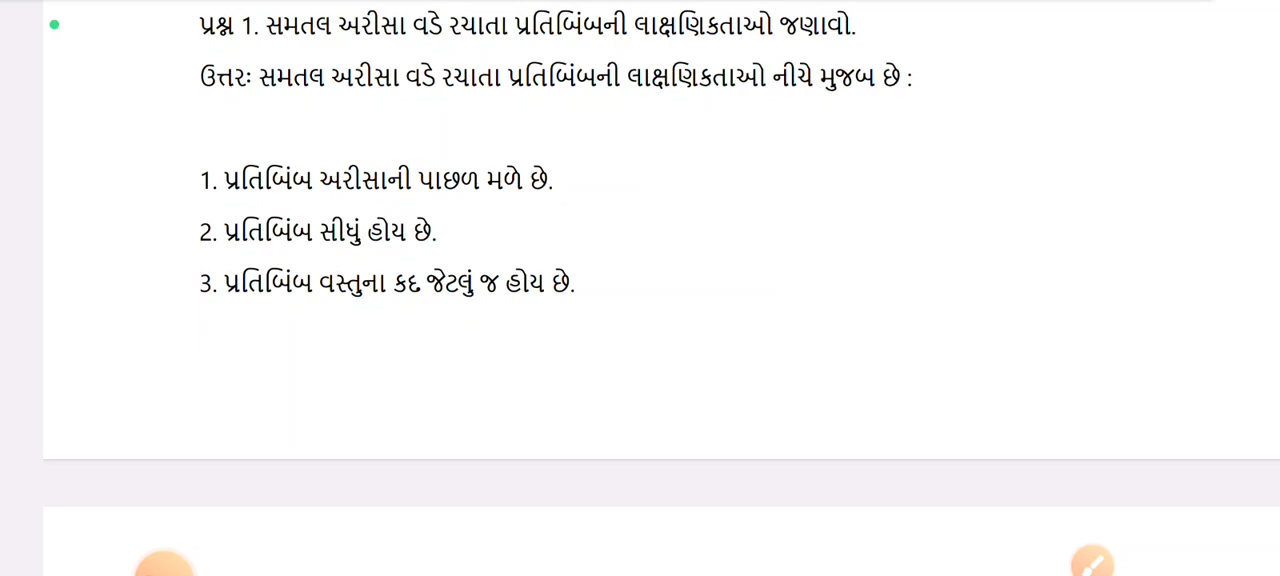 પ્રશ્ન 1. સમતલ અરીસા વડે રચાતા પ્રતિબિંબની લાક્ષણિકતાઓ જણાવો.
ઉત્તરઃ સમતલ અરીસા વડે રચાતા પ્રતિબિંબની લાક્ષણિકતાઓ નીચે મુજબ છે :
1. પ્રતિબિંબ અરીસાની પાછળ મળે છે.
2. પ્રતિબિંબ સીધું હોય છે.
3. પ્રતિબિંબ વસ્તુના કદ જેટલું જ હોય છે.